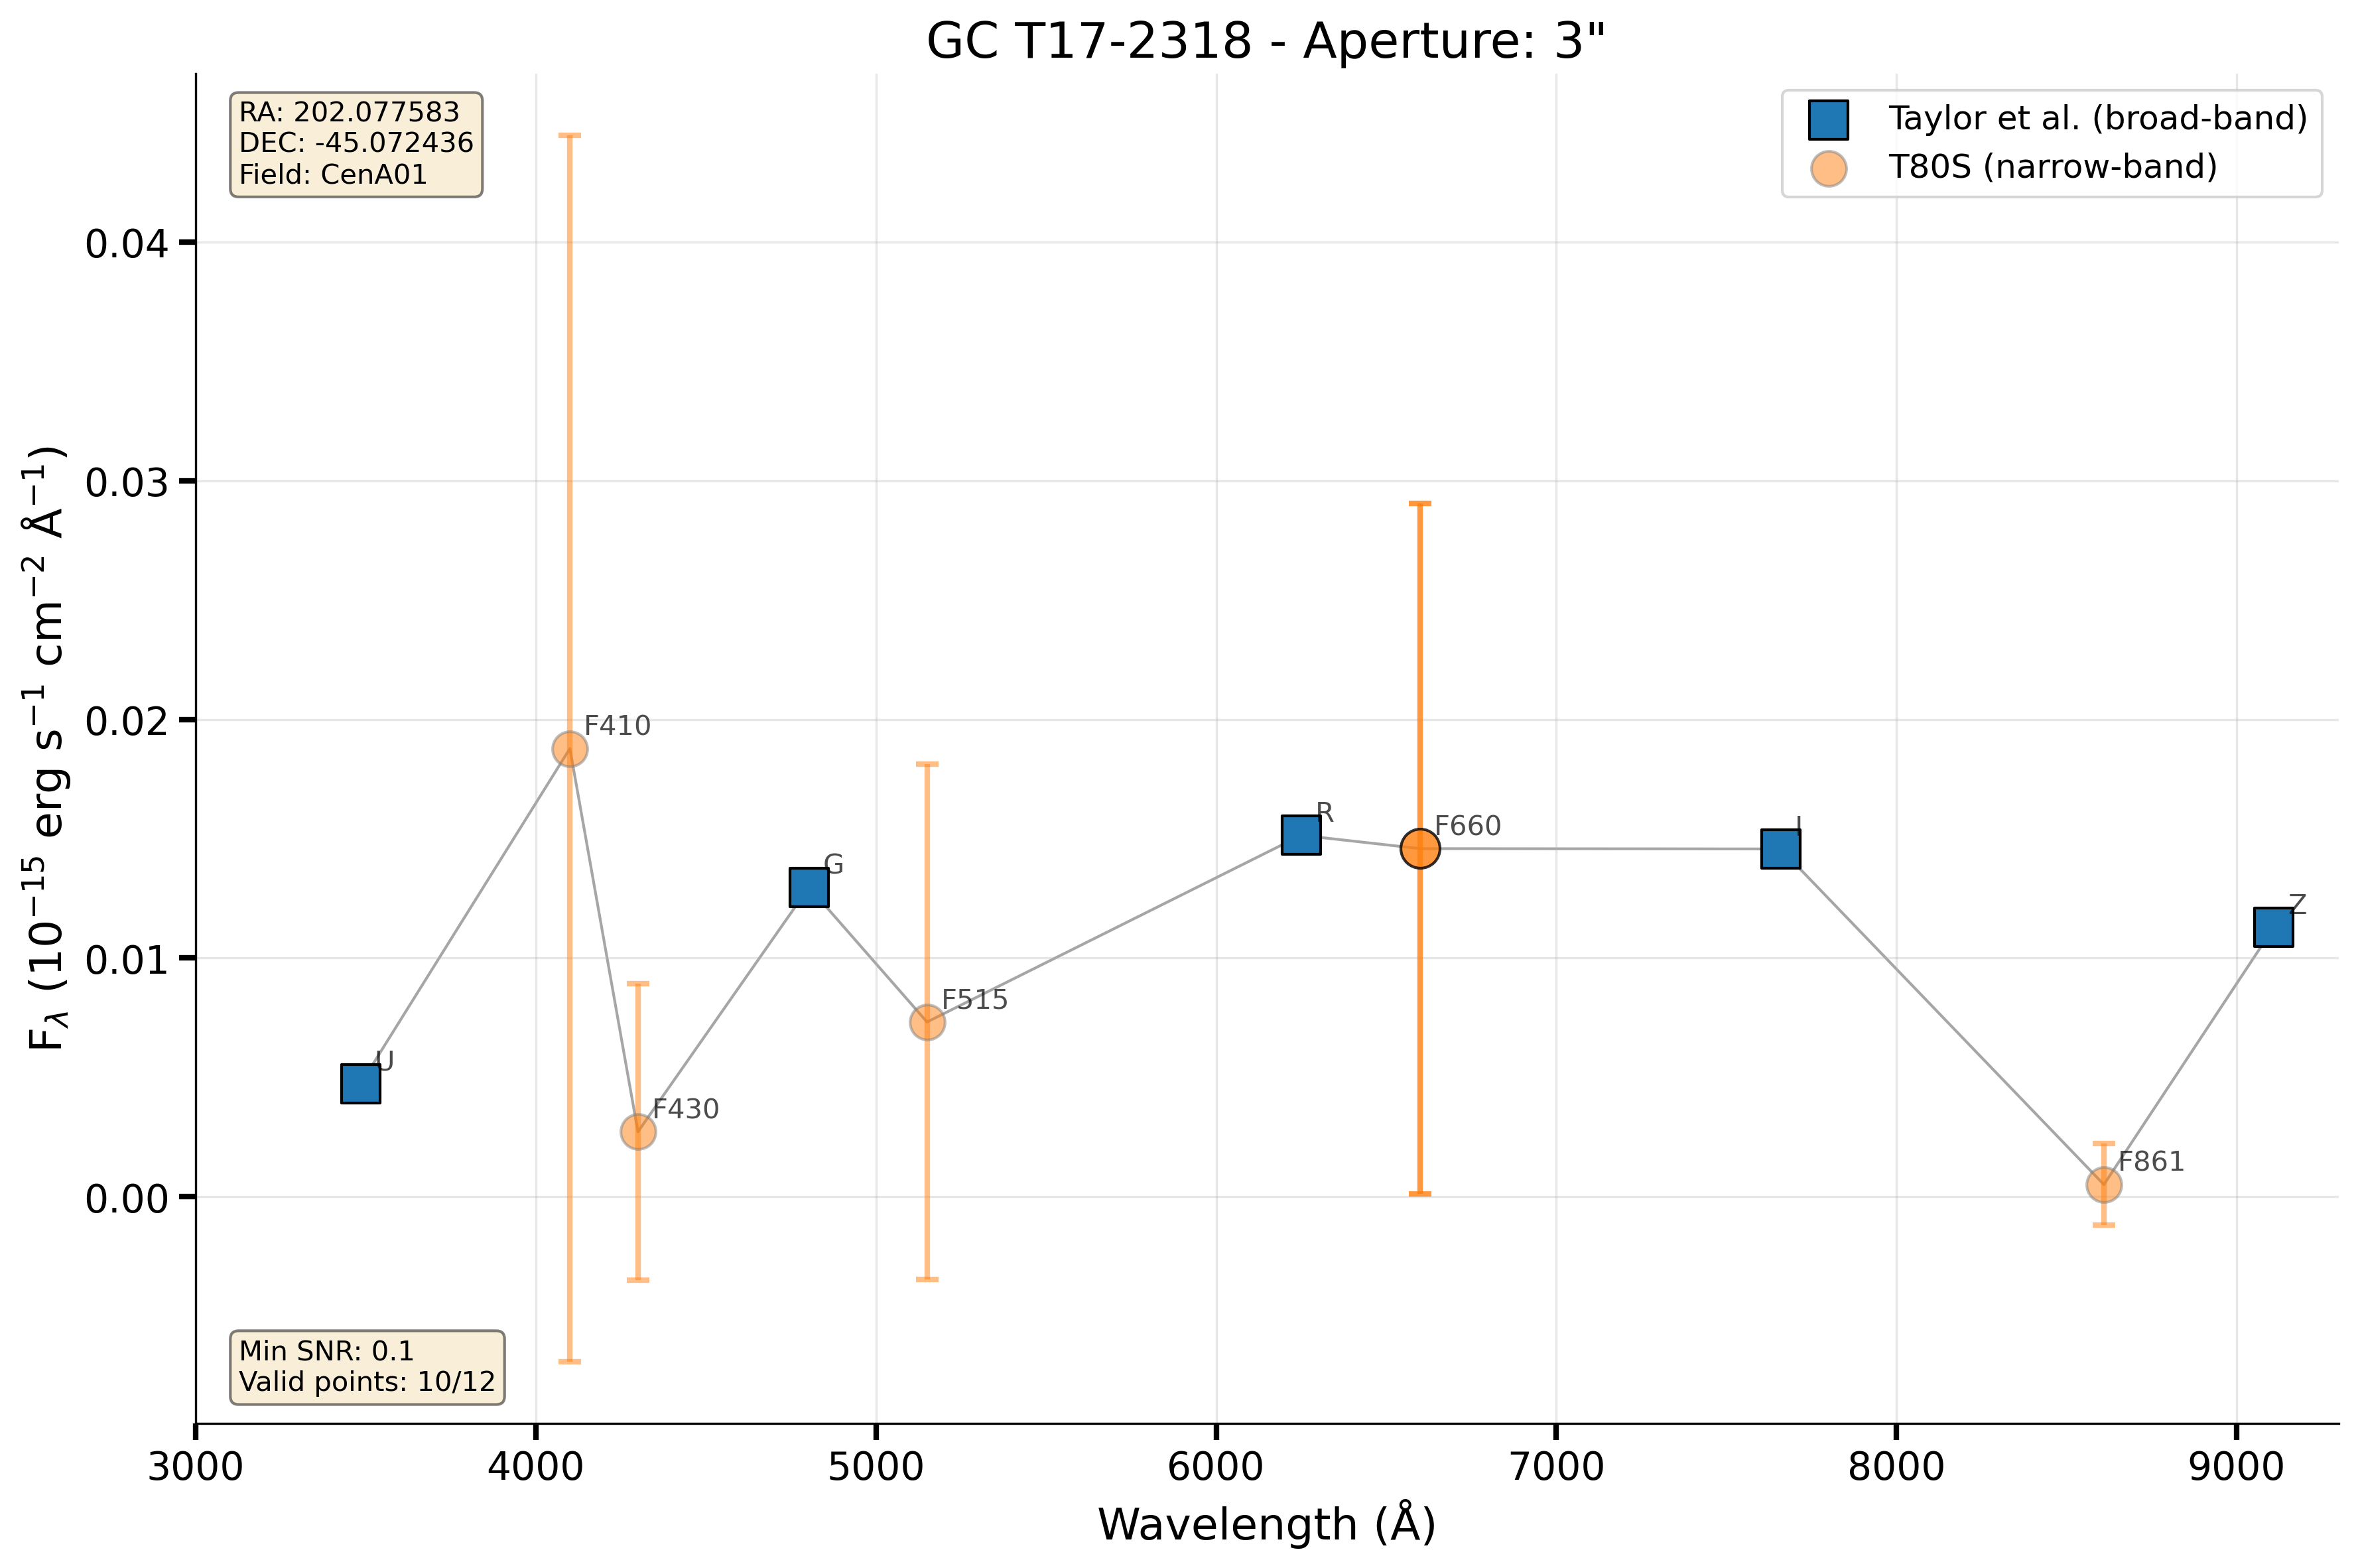 GC T17-2318 - Aperture: 3"
RA: 202.077583
DEC: -45.072436
Field: CenA01
Taylor et al. (broad-band)
T80S (narrow-band)
F_λ (10⁻¹⁵ erg s⁻¹ cm⁻² Å⁻¹)
0.04
0.03
0.02
0.01
0.00
U
F410
F430
G
F515
R
F660
I
F861
Z
Min SNR: 0.1
Valid points: 10/12
3000 4000 5000 6000 7000 8000 9000
Wavelength (Å)